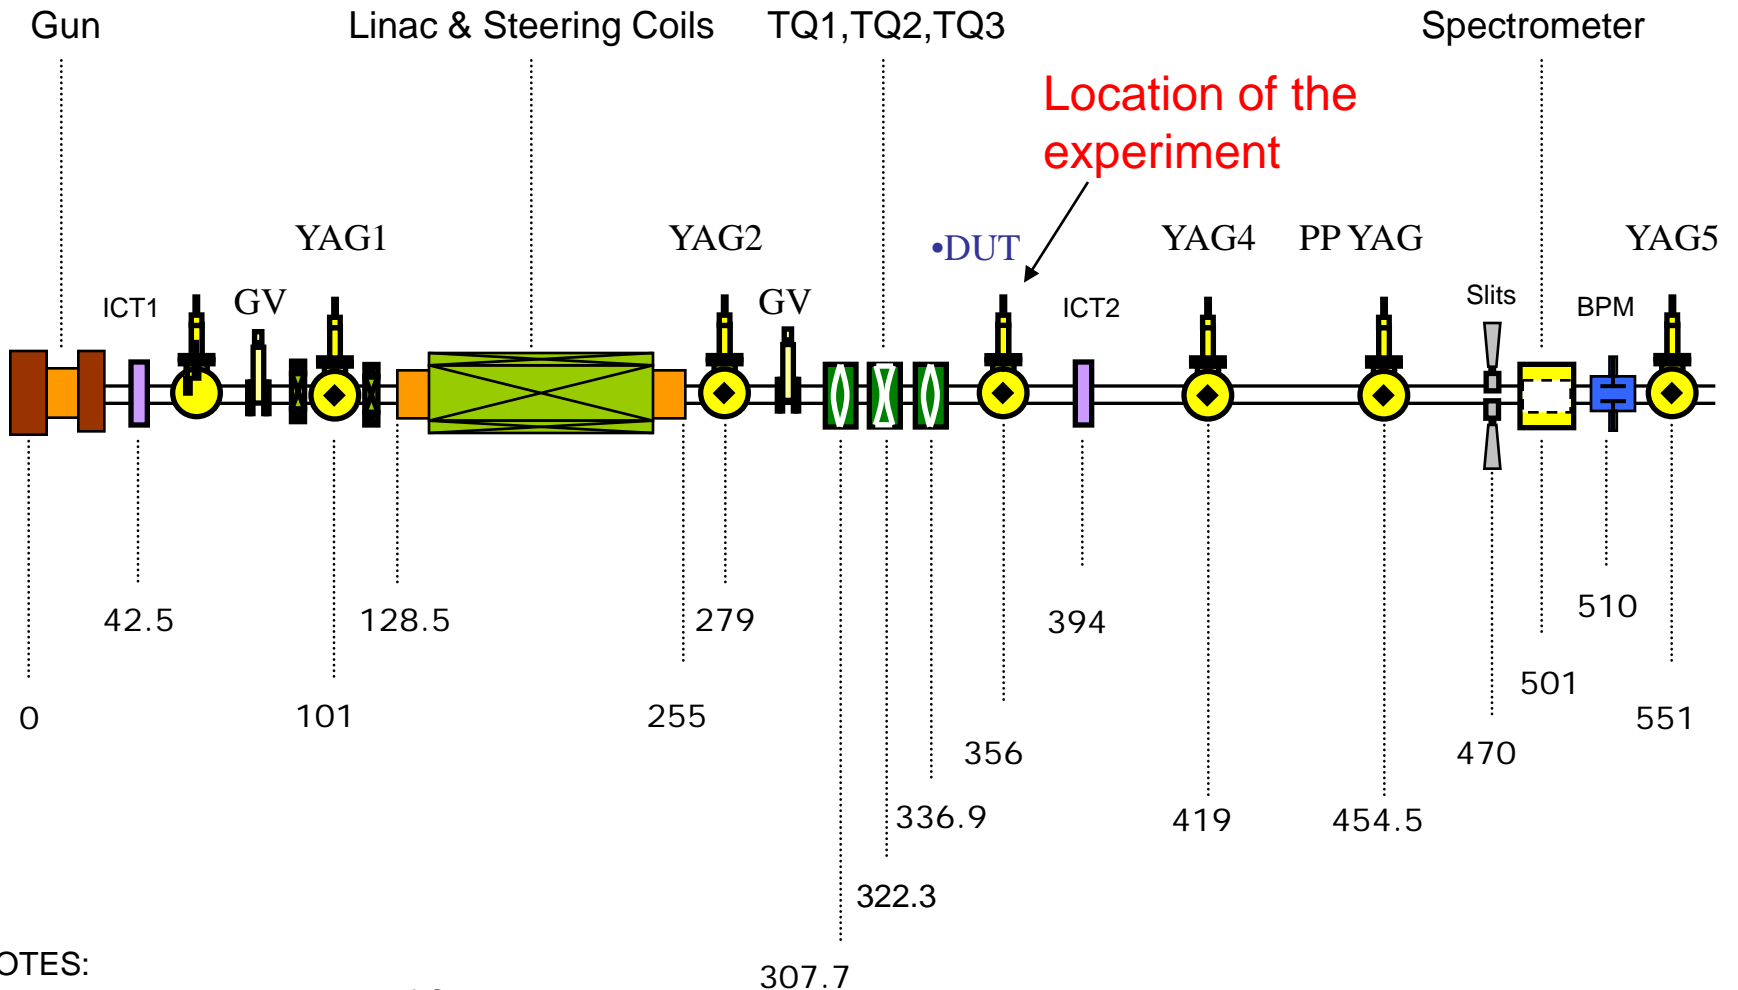 Gun
Linac & Steering Coils
TQ1,TQ2,TQ3
Spectrometer
Location of the
experiment
YAG1
YAG2
•DUT
YAG4
PP YAG
YAG5
ICT1
GV
GV
ICT2
Slits
BPM
42.5
128.5
279
394
510
0
101
255
356
470
501
551
336.9
419
454.5
322.3
307.7
OTES: